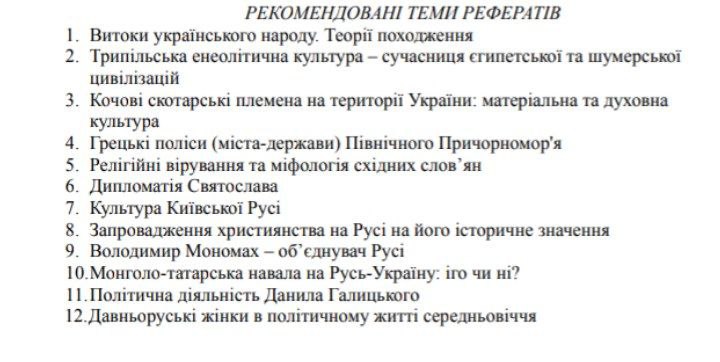 РЕКОМЕНДОВАНІ ТЕМИ РЕФЕРАТІВ
1. Витоки українського народу. Теорії походження
2. Трипільська енеолітична культура – сучасниця єгипетської та шумерської
цивілізацій
3. Кочові скотарські племена на території України: матеріальна та духовна
культура
4. Грецькі поліси (міста-держави) Північного Причорномор'я
5. Релігійні вірування та міфологія східних слов’ян
6. Дипломатія Святослава
7. Культура Київської Русі
8. Запровадження християнства на Русі на його історичне значення
9. Володимир Мономах – об’єднувач Русі
10.Монголо-татарська навала на Русь-Україну: іго чи ні?
11.Політична діяльність Данила Галицького
12.Давньоруські жінки в політичному житті середньовіччя